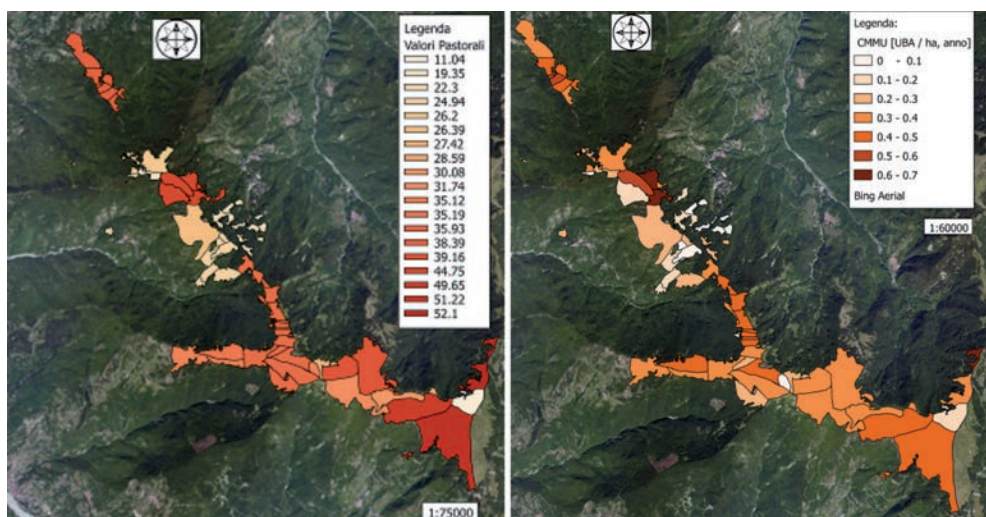 Legenda
Valori Pastorali
11.04
19.35
22.3
24.94
26.2
26.39
27.42
28.59
30.08
31.74
35.12
35.19
35.93
38.39
39.16
44.75
49.65
51.22
52.1
1:75000
Legenda:
CMMU [UBA / ha, anno]
0 - 0.1
0.1 - 0.2
0.2 - 0.3
0.3 - 0.4
0.4 - 0.5
0.5 - 0.6
0.6 - 0.7
Bing Aerial
1:60000